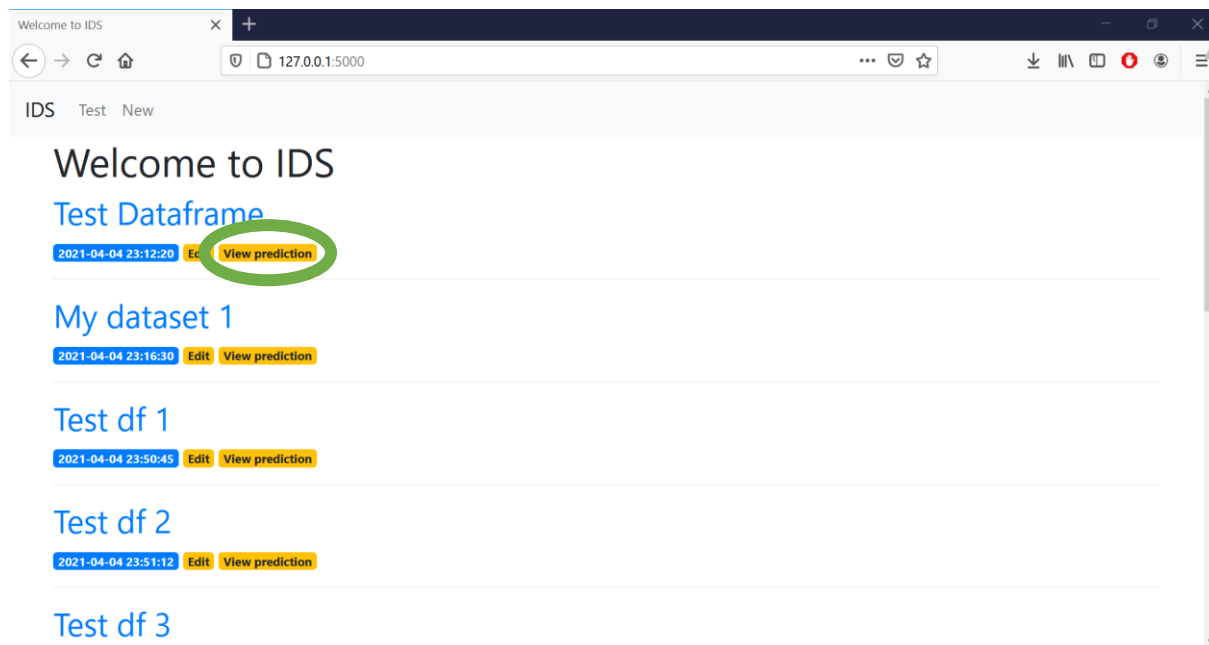 Welcome to IDS
127.0.0.1:5000
IDS Test New
Welcome to IDS
Test Dataframe
2021-04-04 23:12:20 View prediction
My dataset 1
2021-04-04 23:16:30 Edit View prediction
Test df 1
2021-04-04 23:50:45 Edit View prediction
Test df 2
2021-04-04 23:51:12 Edit View prediction
Test df 3